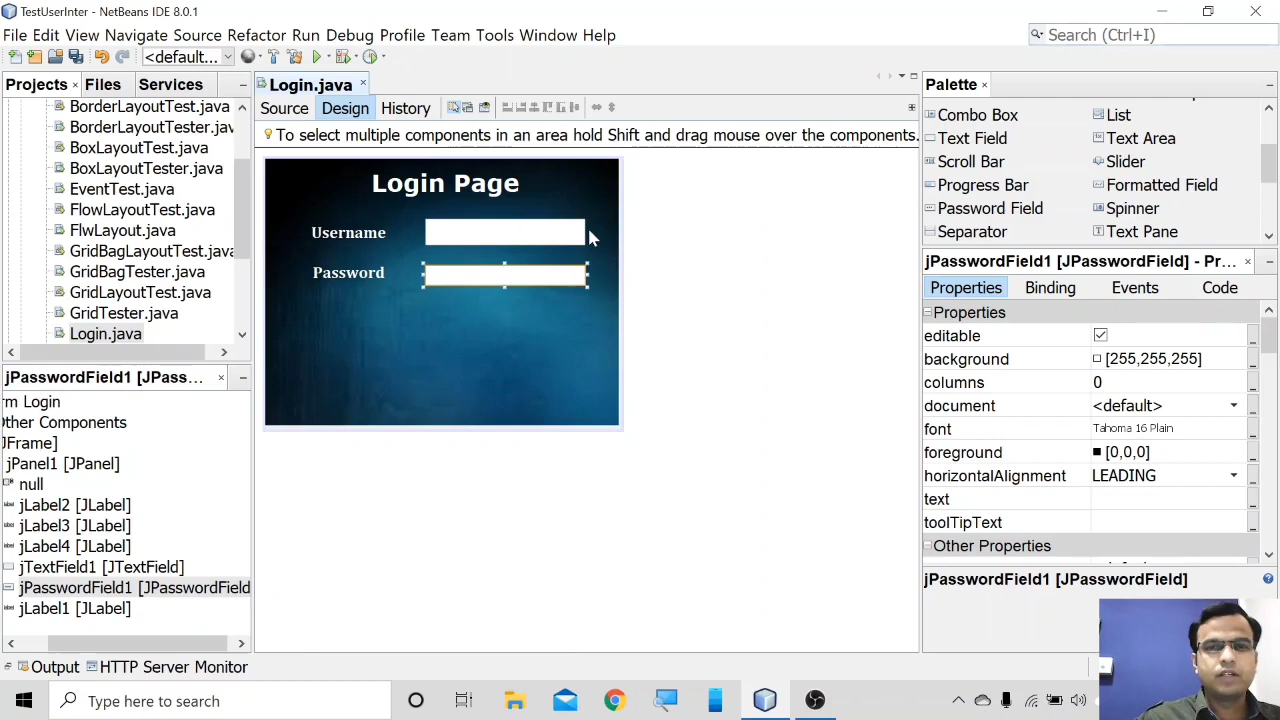 TestUserInter - NetBeans IDE 8.0.1
File Edit View Navigate Source Refactor Run Debug Profile Team Tools Window Help
Search (Ctrl+I)
<default...
Projects Files Services
BorderLayoutTest.java
BorderLayoutTester.jav
BoxLayoutTest.java
BoxLayoutTester.java
EventTest.java
FlowLayoutTest.java
FlwLayout.java
GridBagLayoutTest.java
GridBagTester.java
GridLayoutTest.java
GridTester.java
Login.java
jPasswordField1 [JPass...
rm Login
Other Components
JFrame]
jPanel1 [JPanel]
null
jLabel2 [JLabel]
jLabel3 [JLabel]
jLabel4 [JLabel]
jTextField1 [JTextField]
jPasswordField1 [JPasswordField
jLabel1 [JLabel]
Login.java
Source Design History
To select multiple components in an area hold Shift and drag mouse over the components.
Login Page
Username
Password
Palette
Combo Box List
Text Field Text Area
Scroll Bar Slider
Progress Bar Formatted Field
Password Field Spinner
Separator Text Pane
jPasswordField1 [JPasswordField] - Pr...
Properties Binding Events Code
Properties
editable
background [255,255,255]
columns 0
document <default>
font Tahoma 16 Plain
foreground [0,0,0]
horizontalAlignment LEADING
text
toolTipText
Other Properties
jPasswordField1 [JPasswordField]
Output HTTP Server Monitor
Type here to search